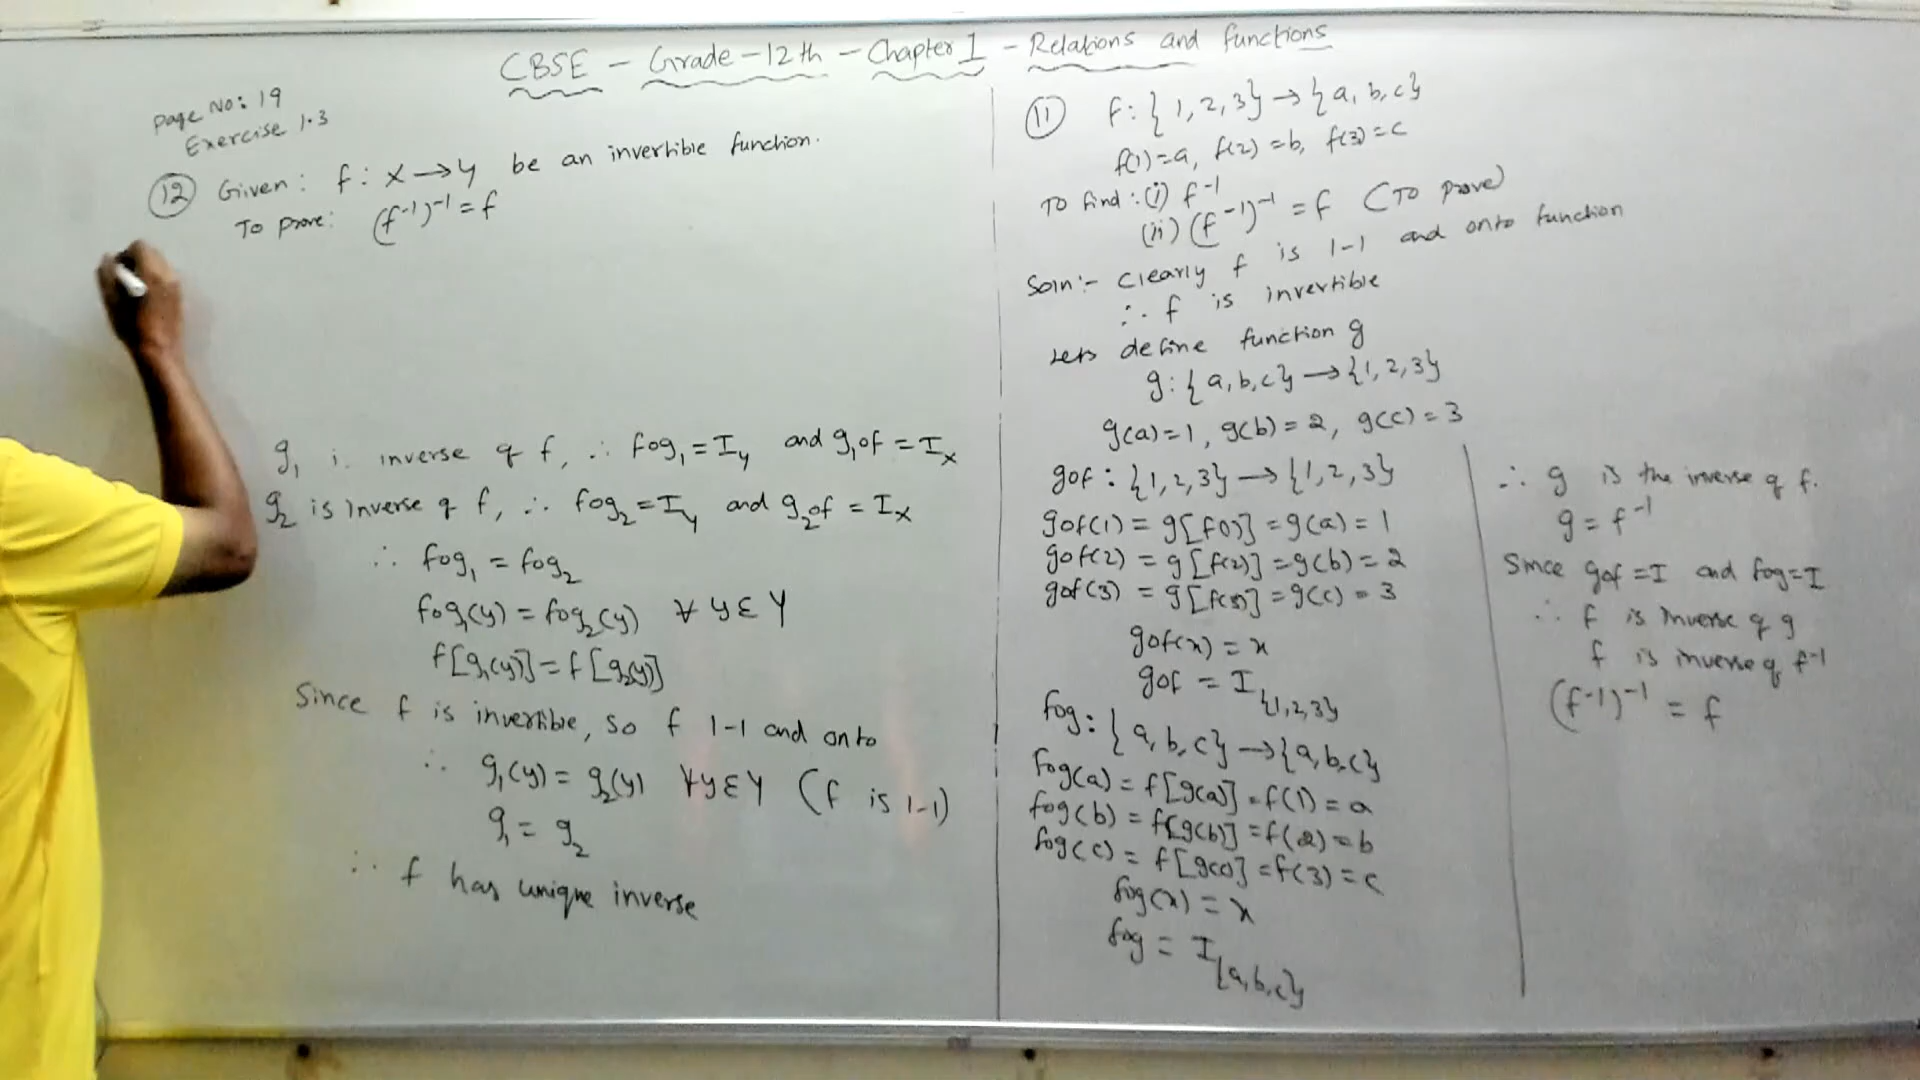 CBSE - Grade - 12th - Chapter 1 - Relations and functions
Page No: 19
Exercise 1.3
(12) Given: f: X → Y be an invertible function.
To prove: (f⁻¹)⁻¹ = f
g₁ i. inverse of f, ∴ fog₁ = I_Y and g₁of = I_X
g₂ is inverse of f, ∴ fog₂ = I_Y and g₂of = I_X
∴ fog₁ = fog₂
fog₁(y) = fog₂(y) ∀ y ∈ Y
f[g₁(y)] = f[g₂(y)]
Since f is invertible, so f 1-1 and onto
∴ g₁(y) = g₂(y) ∀ y ∈ Y (f is 1-1)
g₁ = g₂
∴ f has unique inverse
(11) f: {1, 2, 3} → {a, b, c}
f(1) = a, f(2) = b, f(3) = c
To find: (i) f⁻¹
(ii) (f⁻¹)⁻¹ = f (To prove)
Soln:- Clearly f is 1-1 and onto function
∴ f is invertible
Lets define function g
g: {a, b, c} → {1, 2, 3}
g(a) = 1, g(b) = 2, g(c) = 3
gof: {1, 2, 3} → {1, 2, 3}
gof(1) = g[f(1)] = g(a) = 1
gof(2) = g[f(2)] = g(b) = 2
gof(3) = g[f(3)] = g(c) = 3
gof(x) = x
gof = I_{1,2,3}
fog: {a, b, c} → {a, b, c}
fog(a) = f[g(a)] = f(1) = a
fog(b) = f[g(b)] = f(2) = b
fog(c) = f[g(c)] = f(3) = c
fog(x) = x
fog = I_{a,b,c}
∴ g is the inverse of f.
g = f⁻¹
Since gof = I and fog = I
∴ f is inverse of g
f is inverse of f⁻¹
(f⁻¹)⁻¹ = f